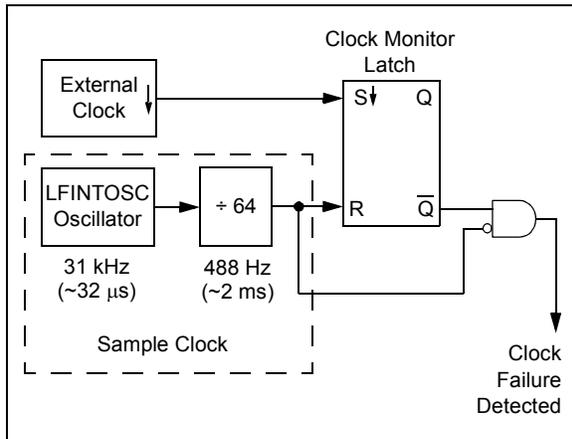 Clock Monitor
Latch
External
Clock
S
Q
LFINTOSC
Oscillator
÷ 64
R
Q̅
31 kHz
(~32 μs)
488 Hz
(~2 ms)
Sample Clock
Clock
Failure
Detected